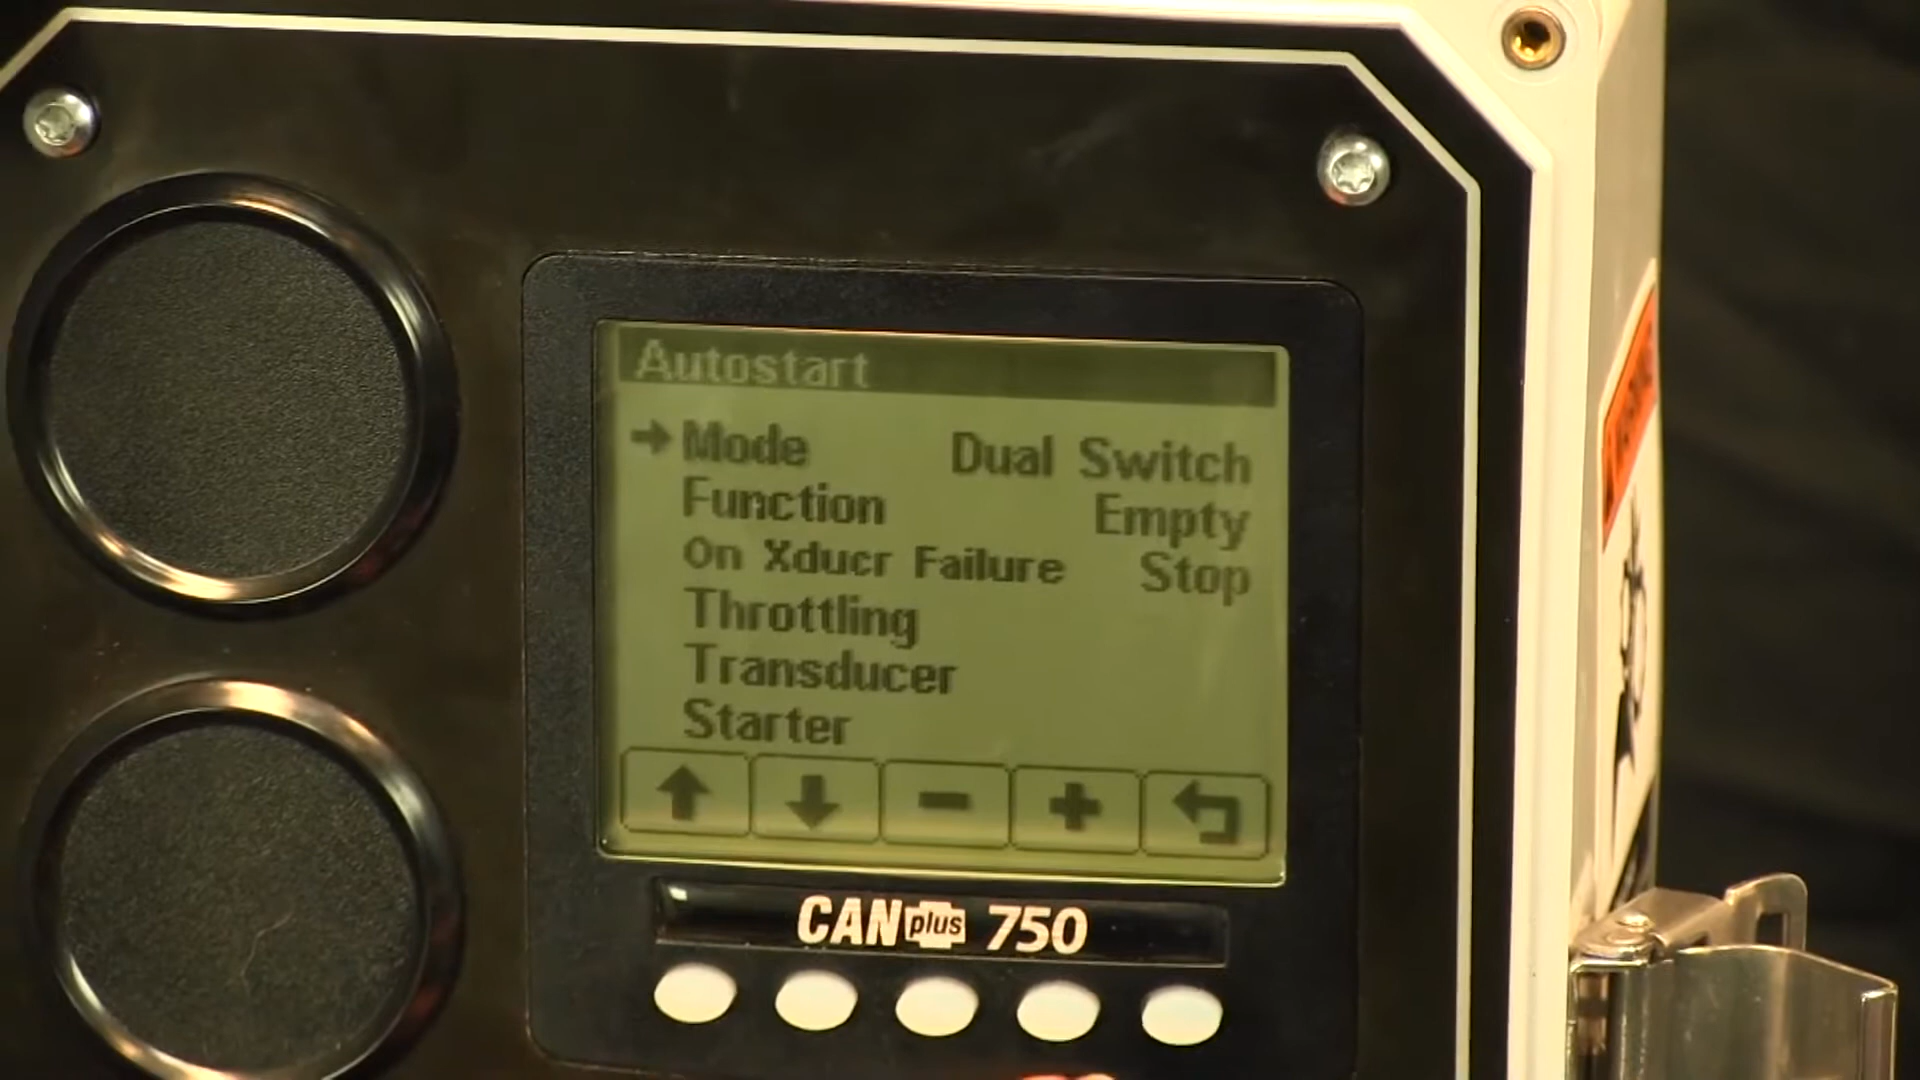 Autostart
Mode Dual Switch
Function Empty
On Xducr Failure Stop
Throttling
Transducer
Starter
CANplus 750